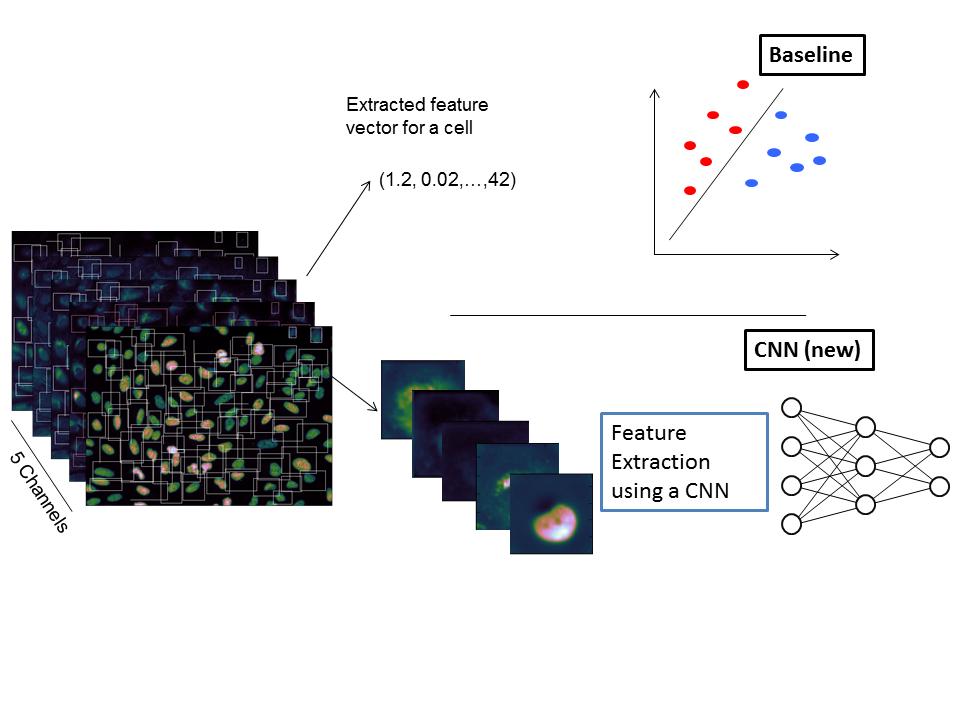 Baseline
Extracted feature
vector for a cell
(1.2, 0.02,…,42)
CNN (new)
5 Channels
Feature
Extraction
using a CNN